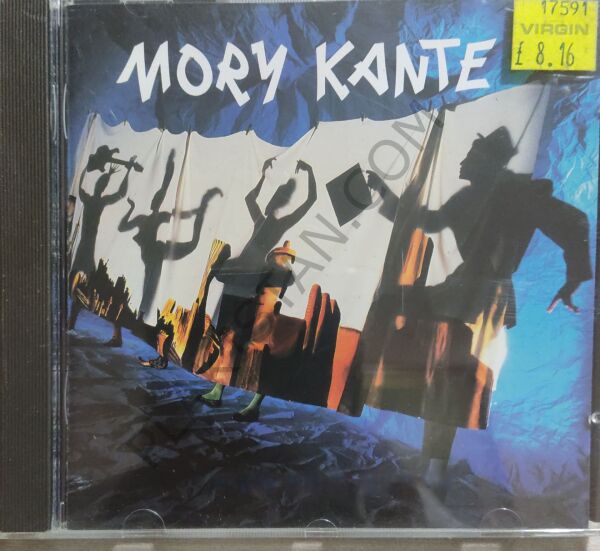 17591
VIRGIN
£ 8.16
MORY KANTE